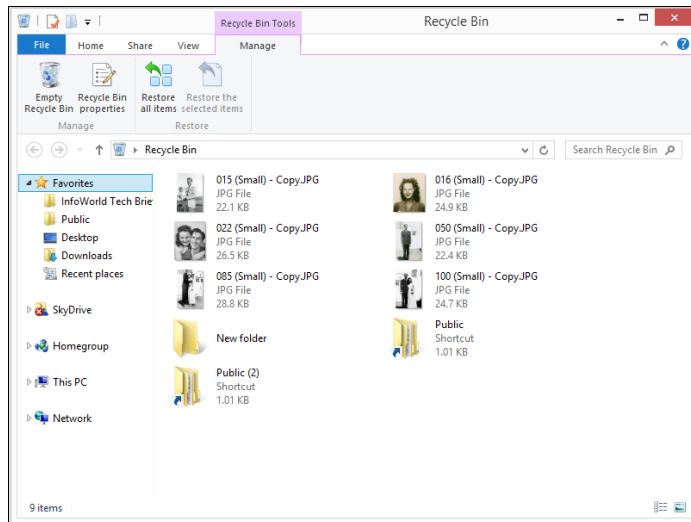 Recycle Bin Tools
Recycle Bin
File
Home
Share
View
Manage
Empty
Recycle Bin
Recycle Bin
properties
Restore
all items
Restore the
selected items
Manage
Restore
Recycle Bin
Search Recycle Bin
Favorites
InfoWorld Tech Brie
Public
Desktop
Downloads
Recent places
SkyDrive
Homegroup
This PC
Network
015 (Small) - Copy.JPG
JPG File
22.1 KB
016 (Small) - Copy.JPG
JPG File
24.9 KB
022 (Small) - Copy.JPG
JPG File
26.5 KB
050 (Small) - Copy.JPG
JPG File
22.4 KB
085 (Small) - Copy.JPG
JPG File
28.8 KB
100 (Small) - Copy.JPG
JPG File
24.7 KB
New folder
Public
Shortcut
1.01 KB
Public (2)
Shortcut
1.01 KB
9 items